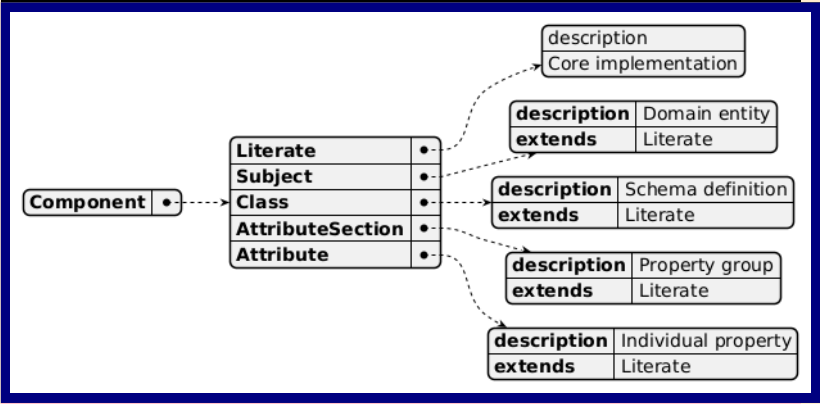 description
Core implementation
description Domain entity
extends Literate
Literate
Subject
Component
Class
AttributeSection
Attribute
description Schema definition
extends Literate
description Property group
extends Literate
description Individual property
extends Literate